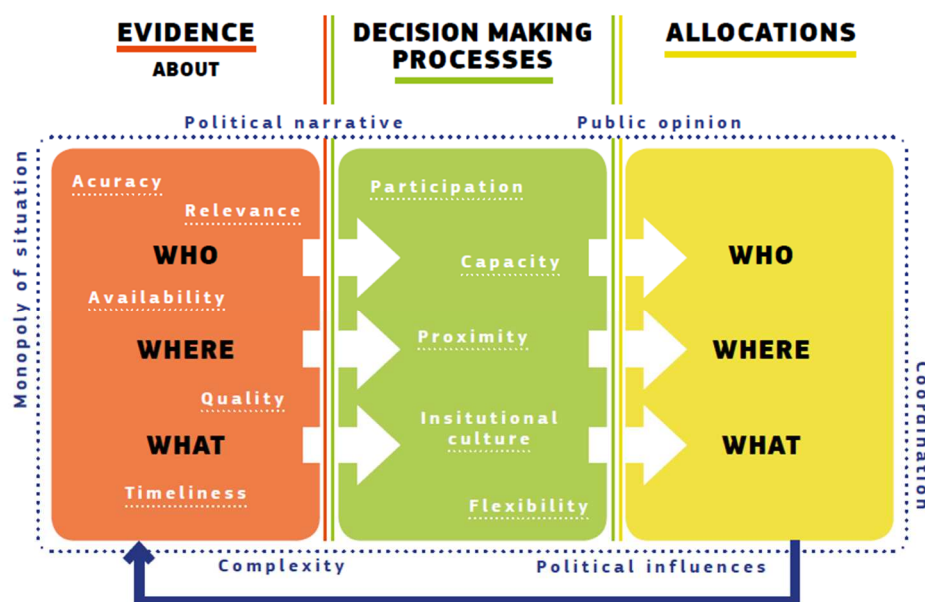 EVIDENCE
ABOUT
DECISION MAKING
PROCESSES
ALLOCATIONS
Political narrative
Public opinion
Monopoly of situation
Acuracy
Relevance
WHO
Availability
WHERE
Quality
WHAT
Timeliness
Participation
Capacity
Proximity
Insitutional
culture
Flexibility
WHO
WHERE
WHAT
Coordination
Complexity
Political influences